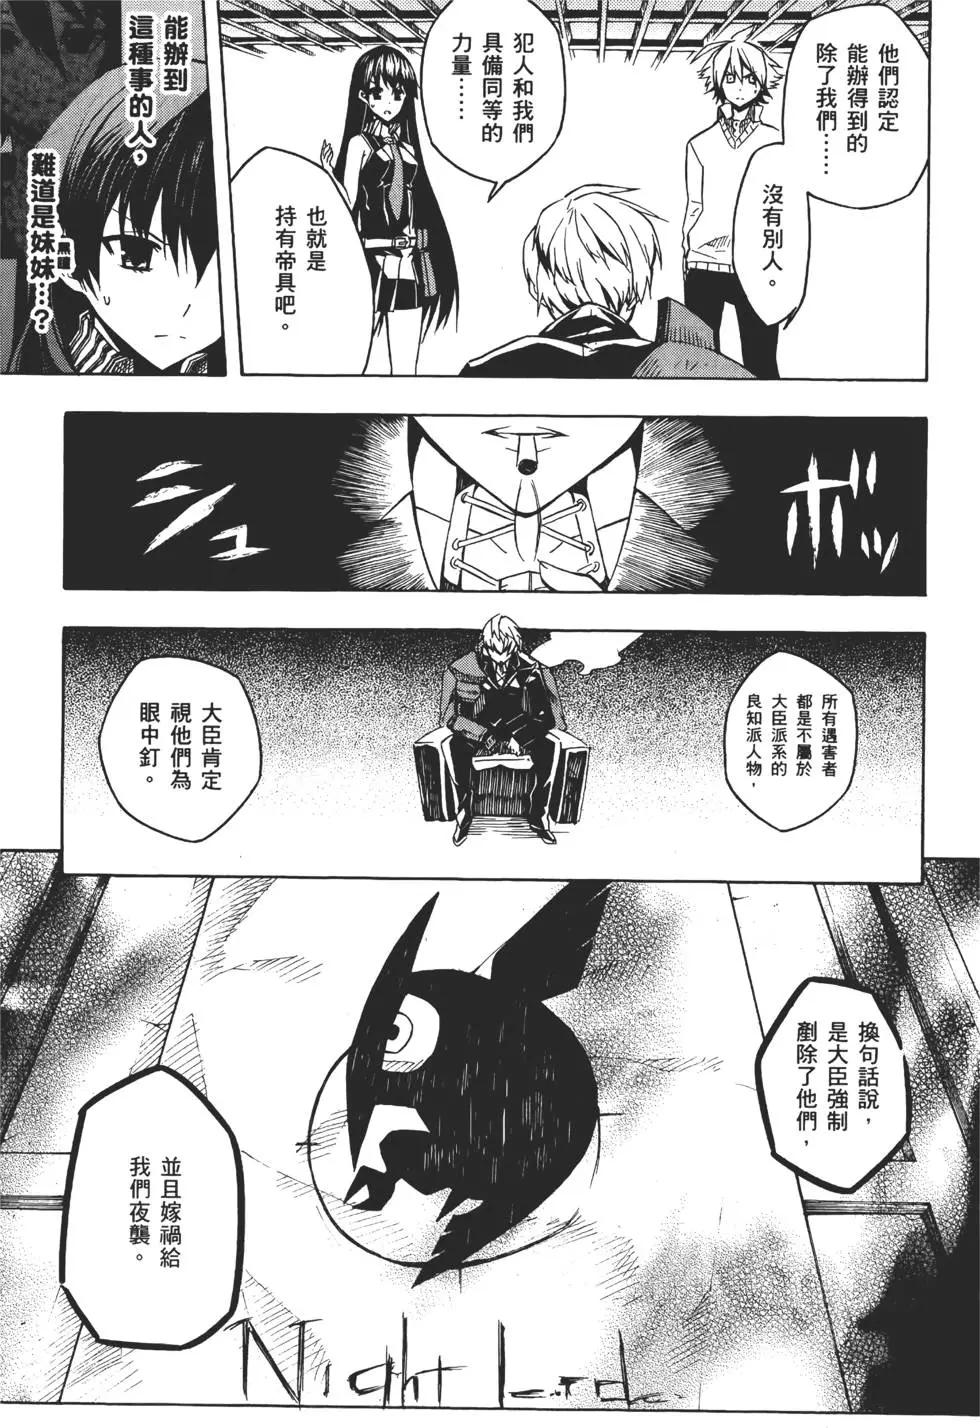 他們認定
能辦得到的
除了我們……
沒有別人。
犯人和我們
具備同等的
力量……
也就是
持有帝具吧。
能辦到
這種事的人，
難道是妹妹…？
黑瞳
ボッ
シュ
所有遇害者
都是不屬於
大臣派系的
良知派人物，
大臣肯定
視他們為
眼中釘。
換句話說，
是大臣強制
剷除了他們，
並且嫁禍給
我們夜襲。